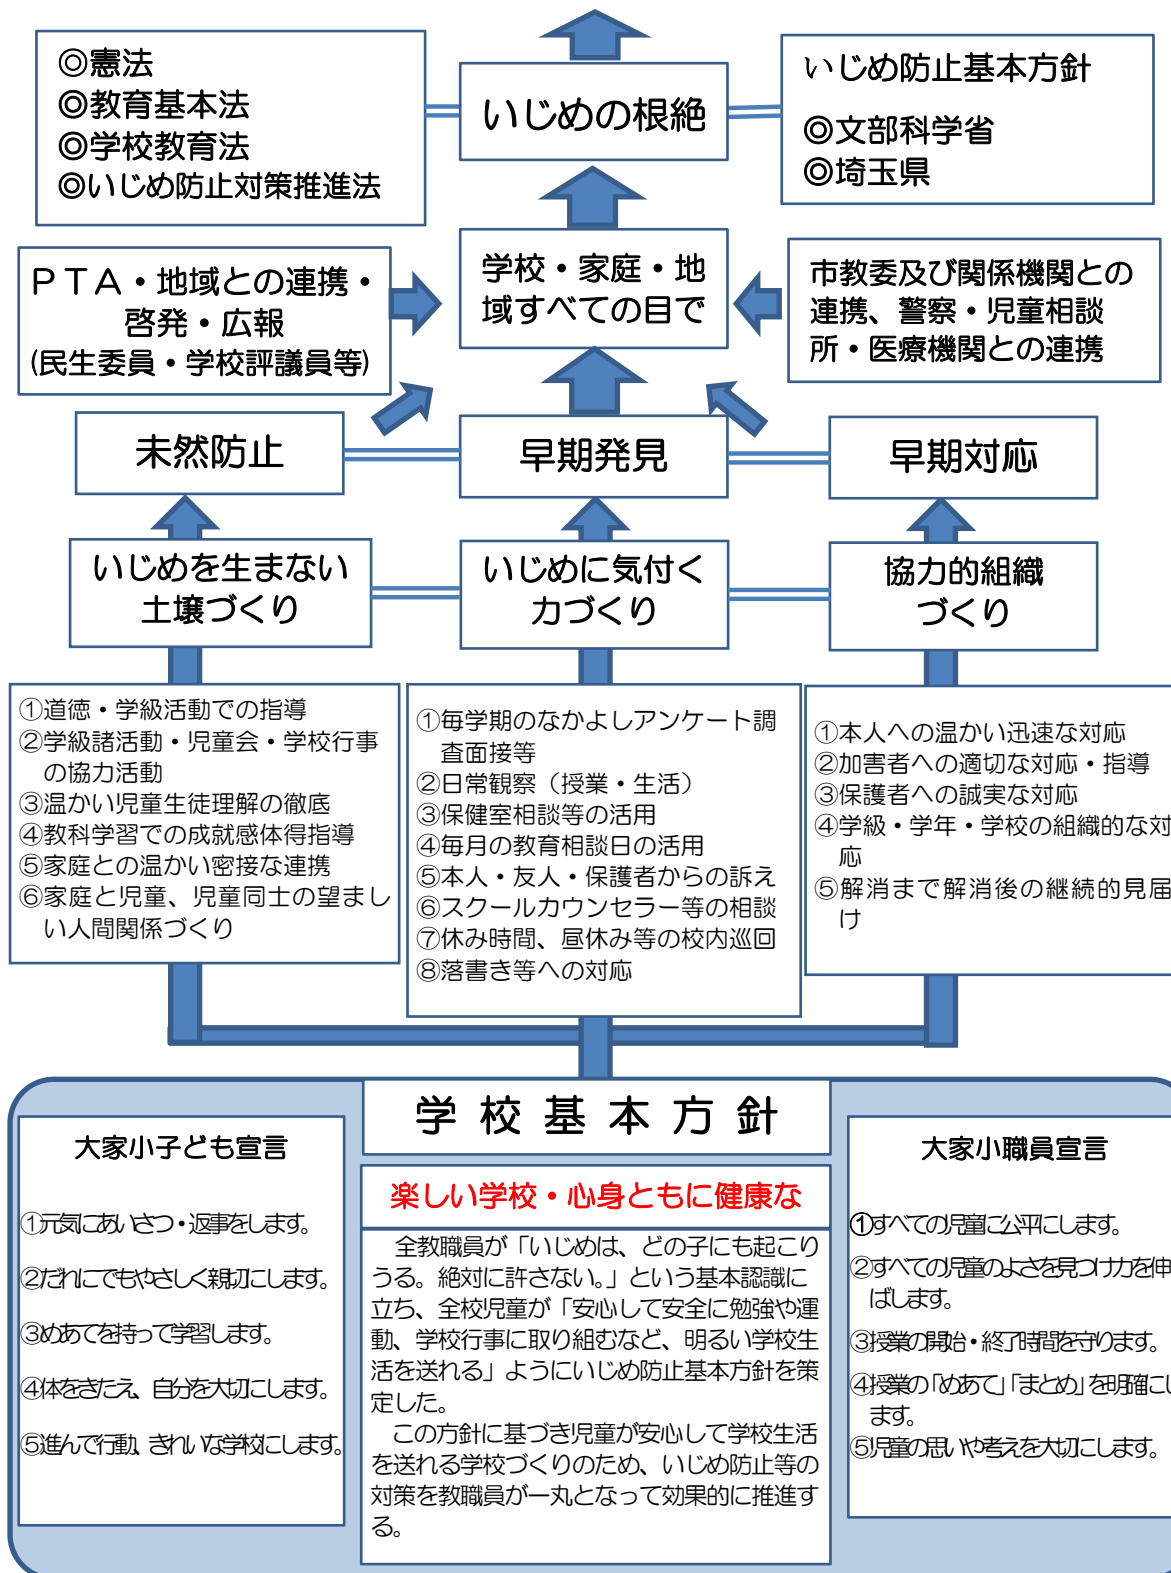 ◎憲法
◎教育基本法
◎学校教育法
◎いじめ防止対策推進法
いじめの根絶
いじめ防止基本方針
◎文部科学省
◎埼玉県
ＰＴＡ・地域との連携・
啓発・広報
(民生委員・学校評議員等)
学校・家庭・地
域すべての目で
市教委及び関係機関との
連携、警察・児童相談
所・医療機関との連携
未然防止
早期発見
早期対応
いじめを生まない
土壌づくり
いじめに気付く
力づくり
協力的組織
づくり
①道徳・学級活動での指導
②学級諸活動・児童会・学校行事
の協力活動
③温かい児童生徒理解の徹底
④教科学習での成就感体得指導
⑤家庭との温かい密接な連携
⑥家庭と児童、児童同士の望まし
い人間関係づくり
①毎学期のなかよしアンケート調
査面接等
②日常観察（授業・生活）
③保健室相談等の活用
④毎月の教育相談日の活用
⑤本人・友人・保護者からの訴え
⑥スクールカウンセラー等の相談
⑦休み時間、昼休み等の校内巡回
⑧落書き等への対応
①本人への温かい迅速な対応
②加害者への適切な対応・指導
③保護者への誠実な対応
④学級・学年・学校の組織的な対
応
⑤解消まで解消後の継続的見届
け
学校基本方針
大家小子ども宣言
①元気にあいさつ・返事をします。
②だれにでもやさしく親切にします。
③めあてを持って学習します。
④体をきたえ、自分を大切にします。
⑤進んで行動、きれいな学校にします。
楽しい学校・心身ともに健康な
全教職員が「いじめは、どの子にも起こり
うる。絶対に許さない。」という基本認識に
立ち、全校児童が「安心して安全に勉強や運
動、学校行事に取り組むなど、明るい学校生
活を送れる」ようにいじめ防止基本方針を策
定した。
この方針に基づき児童が安心して学校生活
を送れる学校づくりのため、いじめ防止等の
対策を教職員が一丸となって効果的に推進す
る。
大家小職員宣言
①すべての児童に公平にします。
②すべての児童のよさを見つけ力を伸
ばします。
③授業の開始・終了時間を守ります。
④授業の「めあて」「まとめ」を明確にし
ます。
⑤児童の思いや考えを大切にします。